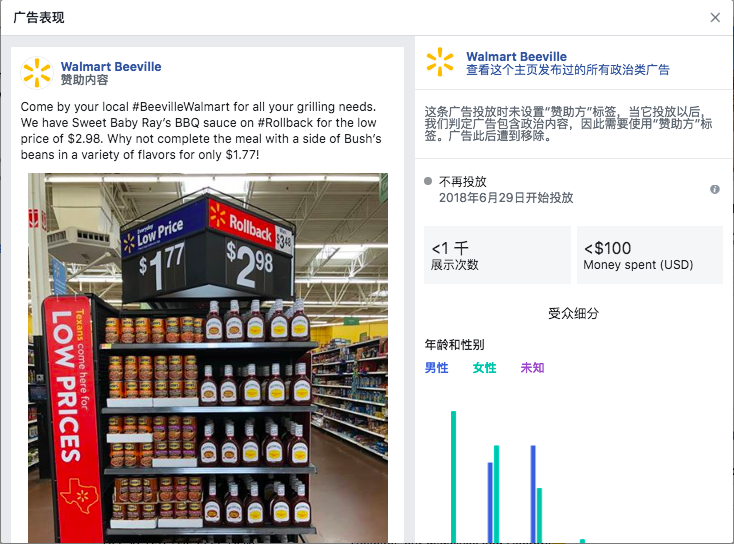 广告表现
Walmart Beeville
赞助内容
Come by your local #BeevilleWalmart for all your grilling needs.
We have Sweet Baby Ray's BBQ sauce on #Rollback for the low
price of $2.98. Why not complete the meal with a side of Bush's
beans in a variety of flavors for only $1.77!
Everyday
Low Price
$1.77
Rollback
$3.48
$2.98
Texans come here for
LOW PRICES
Walmart Beeville
查看这个主页发布过的所有政治类广告
这条广告投放时未设置“赞助方”标签，当它投放以后，
我们判定广告包含政治内容，因此需要使用“赞助方”标
签。广告此后遭到移除。
不再投放
2018年6月29日开始投放
<1 千
展示次数
<$100
Money spent (USD)
受众细分
年龄和性别
男性 女性 未知